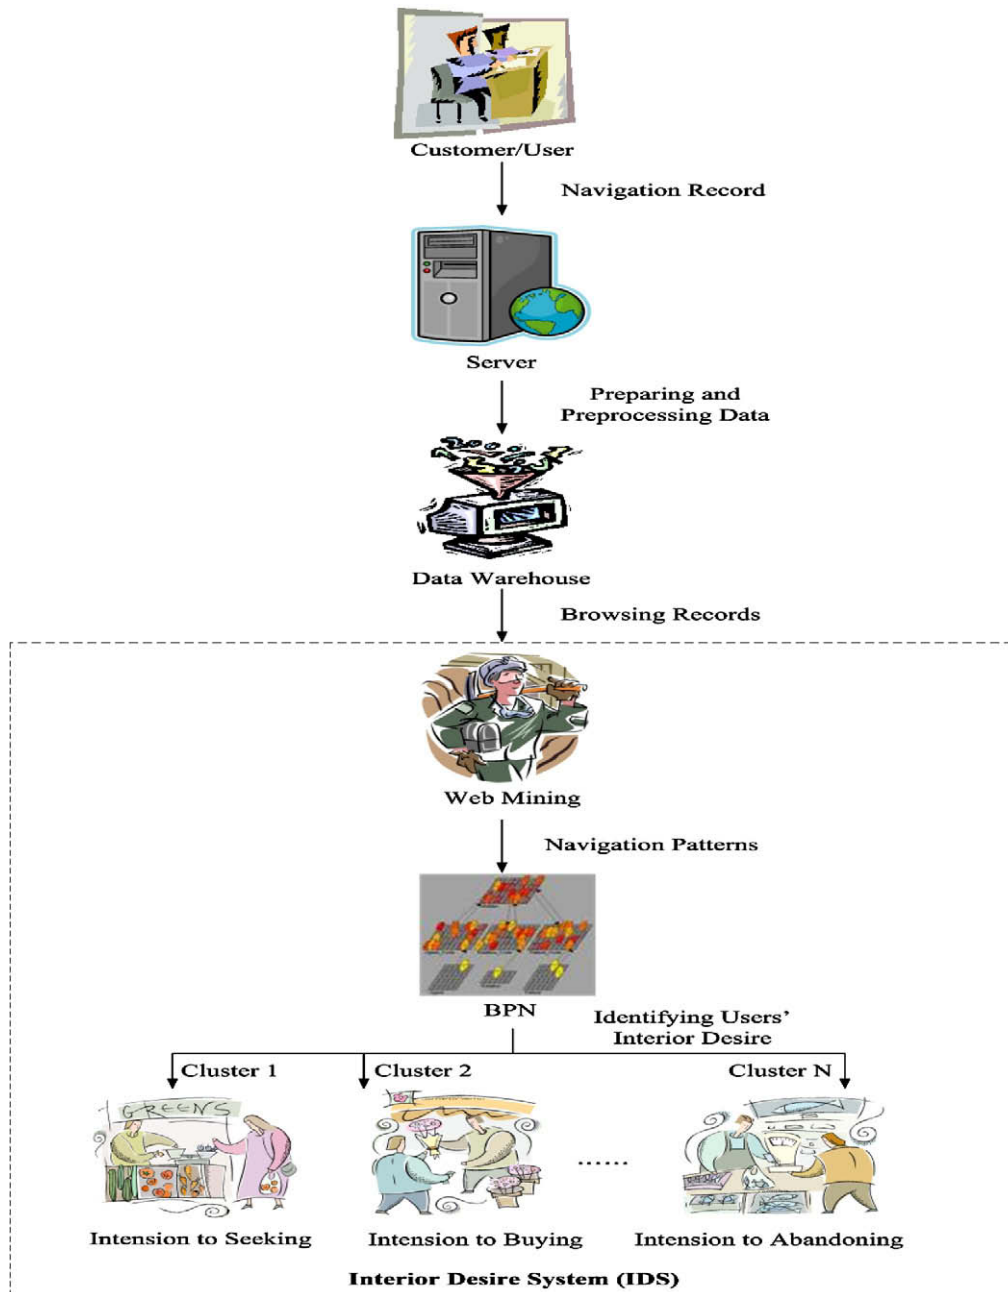 Customer/User
Navigation Record
Server
Preparing and
Preprocessing Data
Data Warehouse
Browsing Records
Web Mining
Navigation Patterns
BPN
Identifying Users'
Interior Desire
Cluster 1
Cluster 2
Cluster N
GREENS
......
Intension to Seeking
Intension to Buying
Intension to Abandoning
Interior Desire System (IDS)